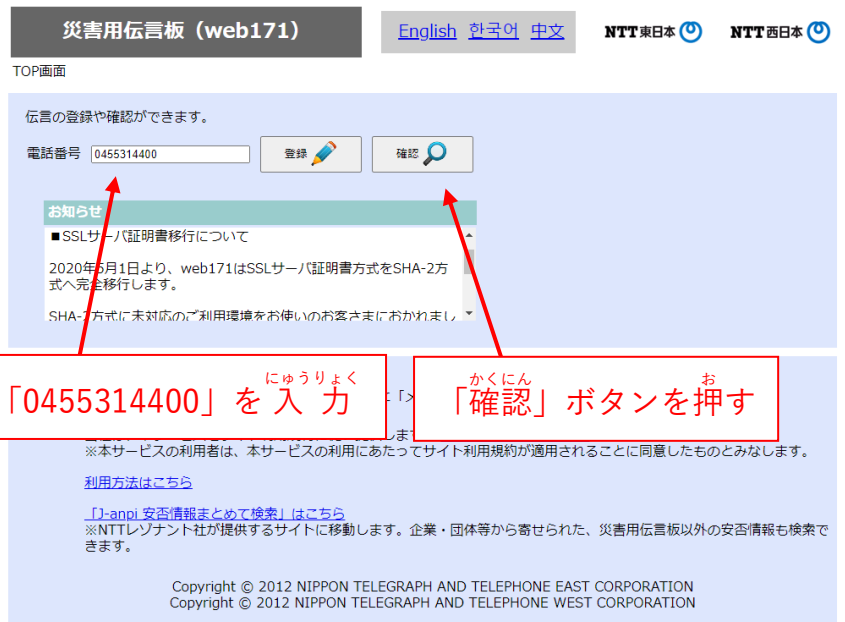 災害用伝言板（web171）
English 한국어 中文
NTT東日本 NTT西日本
TOP画面
伝言の登録や確認ができます。
電話番号 0455314400 登録 確認
お知らせ
■SSLサーバ証明書移行について
2020年5月1日より、web171はSSLサーバ証明書方式をSHA-2方
式へ完全移行します。
SHA-2方式に未対応のご利用環境をお使いのお客さまにおかれまし
にゅうりょく
「0455314400」を入力
かくにん お
「確認」ボタンを押す
※本サービスの利用者は、本サービスの利用にあたってサイト利用規約が適用されることに同意したものとみなします。
利用方法はこちら
「J-anpi 安否情報まとめて検索」はこちら
※NTTレゾナント社が提供するサイトに移動します。企業・団体等から寄せられた、災害用伝言板以外の安否情報も検索で
きます。
Copyright © 2012 NIPPON TELEGRAPH AND TELEPHONE EAST CORPORATION
Copyright © 2012 NIPPON TELEGRAPH AND TELEPHONE WEST CORPORATION